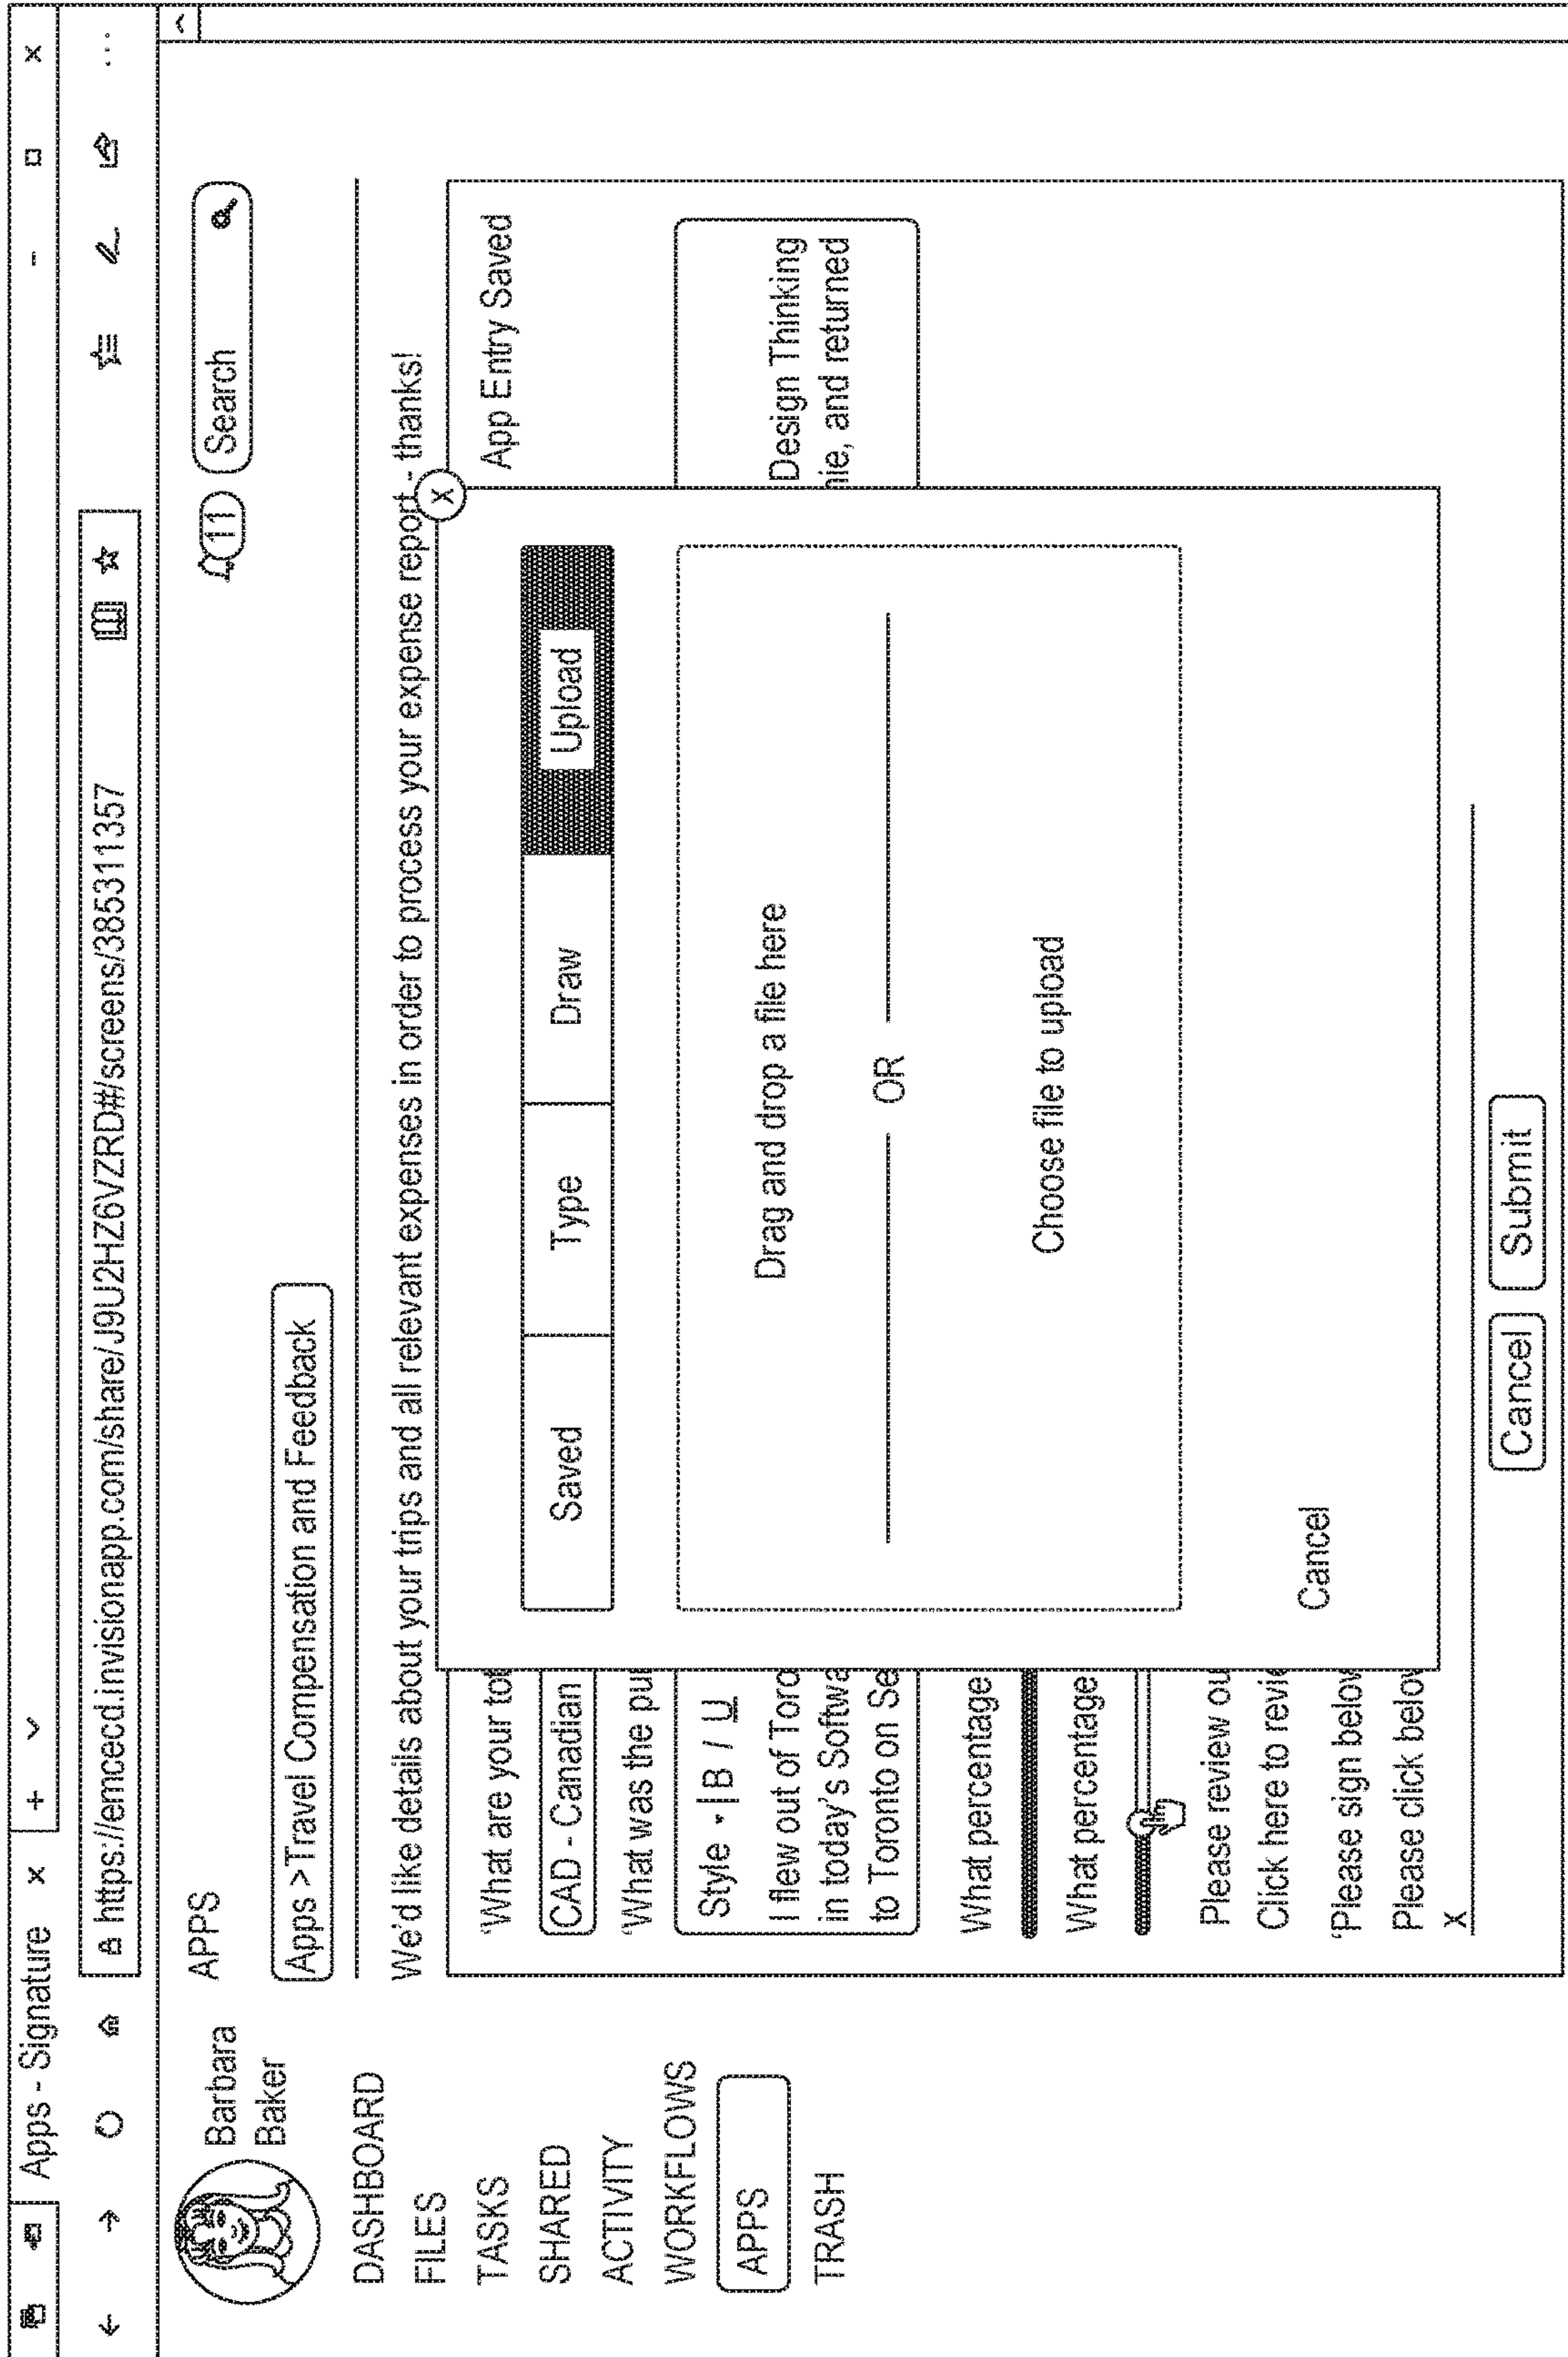 Apps - Signature x + 
https://emcecd.invisionapp.com/share/J9U2HZ6VZRD#/screens/385311357
Barbara
Baker
DASHBOARD
FILES
TASKS
SHARED
ACTIVITY
WORKFLOWS
APPS
TRASH
APPS
11 Search
Apps >Travel Compensation and Feedback
We'd like details about your trips and all relevant expenses in order to process your expense report - thanks!
App Entry Saved
'What are your tot
CAD - Canadian
'What was the pur
Style B I U
I flew out of Toro
in today's Softwa
to Toronto on Se
Design Thinking
nie, and returned
What percentage
What percentage
Please review ou
Click here to revie
'Please sign below
Please click below
X
X
Saved Type Draw Upload
Drag and drop a file here
OR
Choose file to upload
Cancel
Cancel Submit